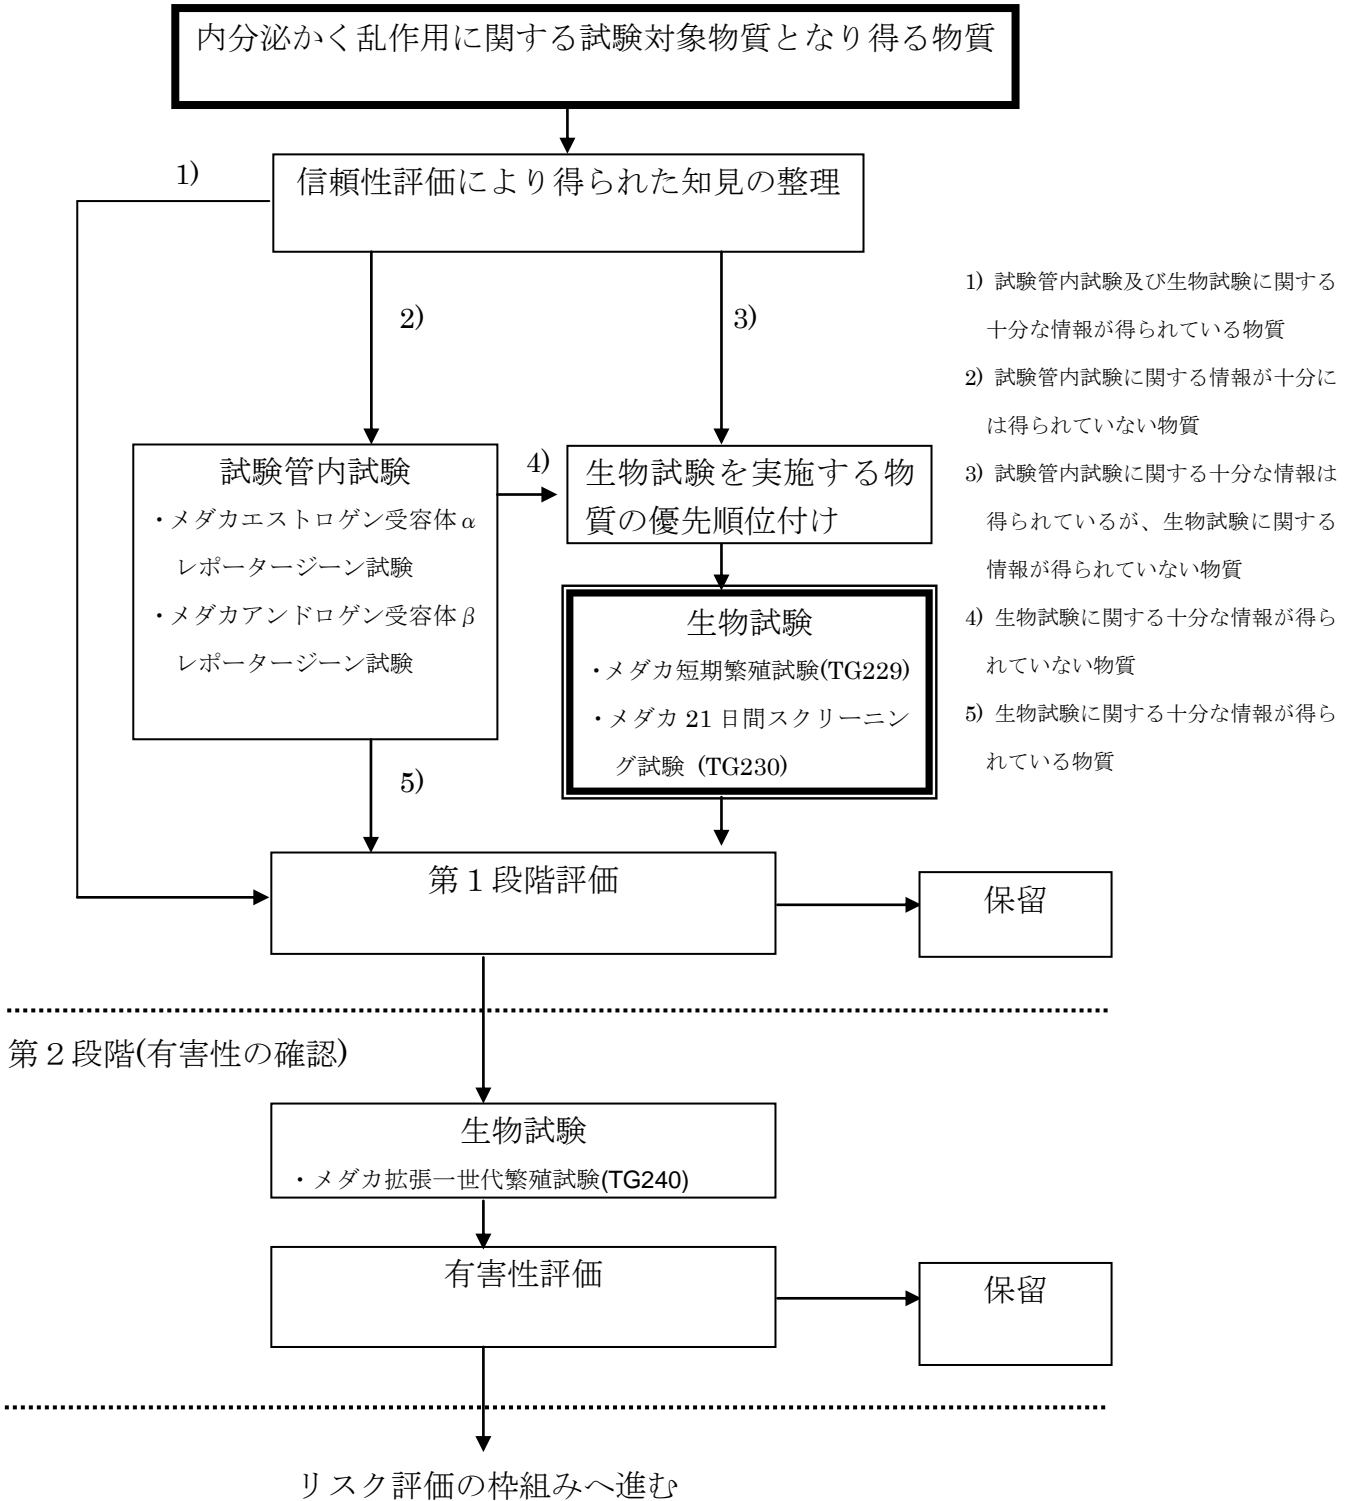 内分泌かく乱作用に関する試験対象物質となり得る物質
1)
信頼性評価により得られた知見の整理
2)
3)
1) 試験管内試験及び生物試験に関する
十分な情報が得られている物質
2) 試験管内試験に関する情報が十分に
は得られていない物質
3) 試験管内試験に関する十分な情報は
得られているが、生物試験に関する
情報が得られていない物質
4) 生物試験に関する十分な情報が得ら
れていない物質
5) 生物試験に関する十分な情報が得ら
れている物質
試験管内試験
・メダカエストロゲン受容体α
レポータージーン試験
・メダカアンドロゲン受容体β
レポータージーン試験
4)
生物試験を実施する物
質の優先順位付け
生物試験
・メダカ短期繁殖試験(TG229)
・メダカ 21 日間スクリーニン
グ試験 (TG230)
5)
第１段階評価
保留
第２段階(有害性の確認)
生物試験
・メダカ拡張一世代繁殖試験(TG240)
有害性評価
保留
リスク評価の枠組みへ進む